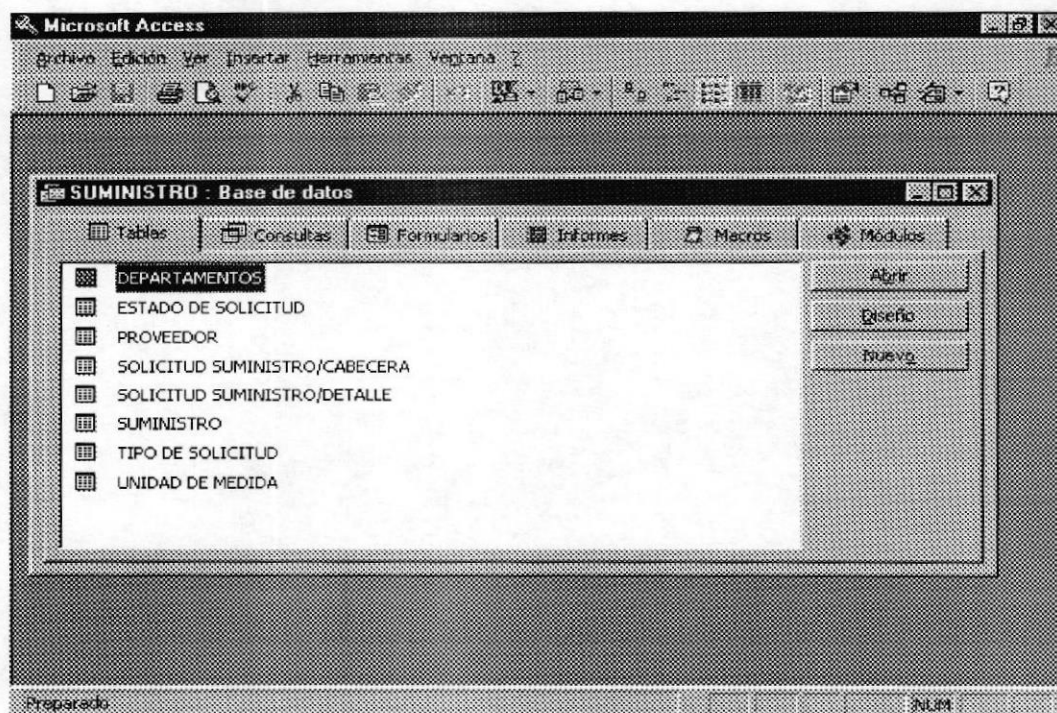 Microsoft Access
Archivo Edición Ver Insertar Herramientas Ventana ?
SUMINISTRO : Base de datos
Tablas Consultas Formularios Informes Macros Módulos
DEPARTAMENTOS
ESTADO DE SOLICITUD
PROVEEDOR
SOLICITUD SUMINISTRO/CABECERA
SOLICITUD SUMINISTRO/DETALLE
SUMINISTRO
TIPO DE SOLICITUD
UNIDAD DE MEDIDA
Abrir
Diseño
Nuevo
Preparado NUM